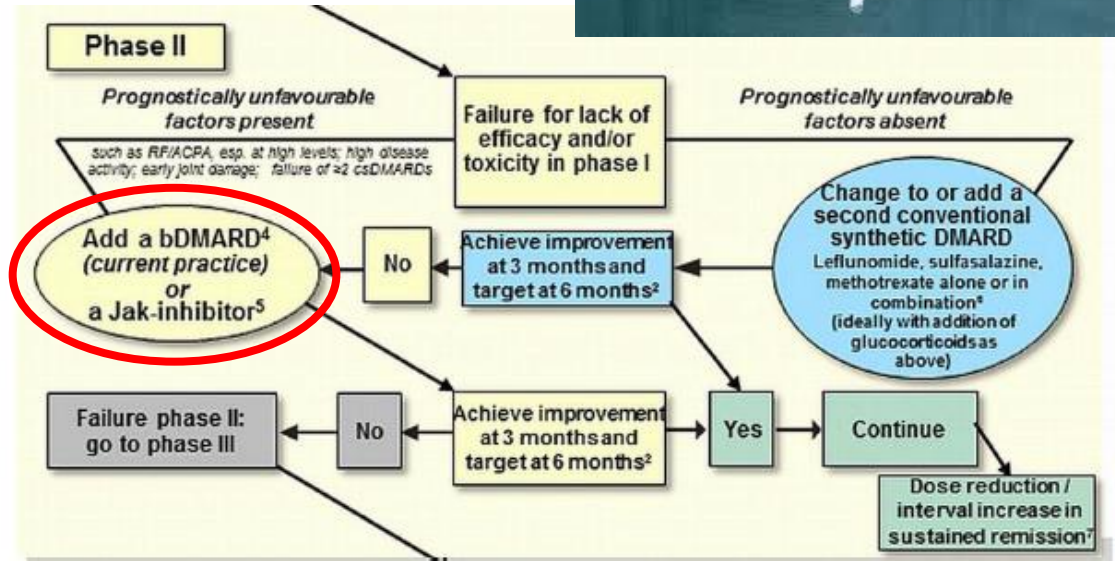 Phase II
Prognostically unfavourable
factors present
such as RF/ACPA, esp. at high levels; high disease
activity; early joint damage; failure of ≥2 csDMARDs
Failure for lack of
efficacy and/or
toxicity in phase I
Prognostically unfavourable
factors absent
Add a bDMARD⁴
(current practice)
or
a Jak-inhibitor⁵
No
Achieve improvement
at 3 months and
target at 6 months²
Change to or add a
second conventional
synthetic DMARD
Leflunomide, sulfasalazine,
methotrexate alone or in
combination⁶
(ideally with addition of
glucocorticoids as
above)
Failure phase II:
go to phase III
No
Achieve improvement
at 3 months and
target at 6 months²
Yes
Continue
Dose reduction /
interval increase in
sustained remission⁷